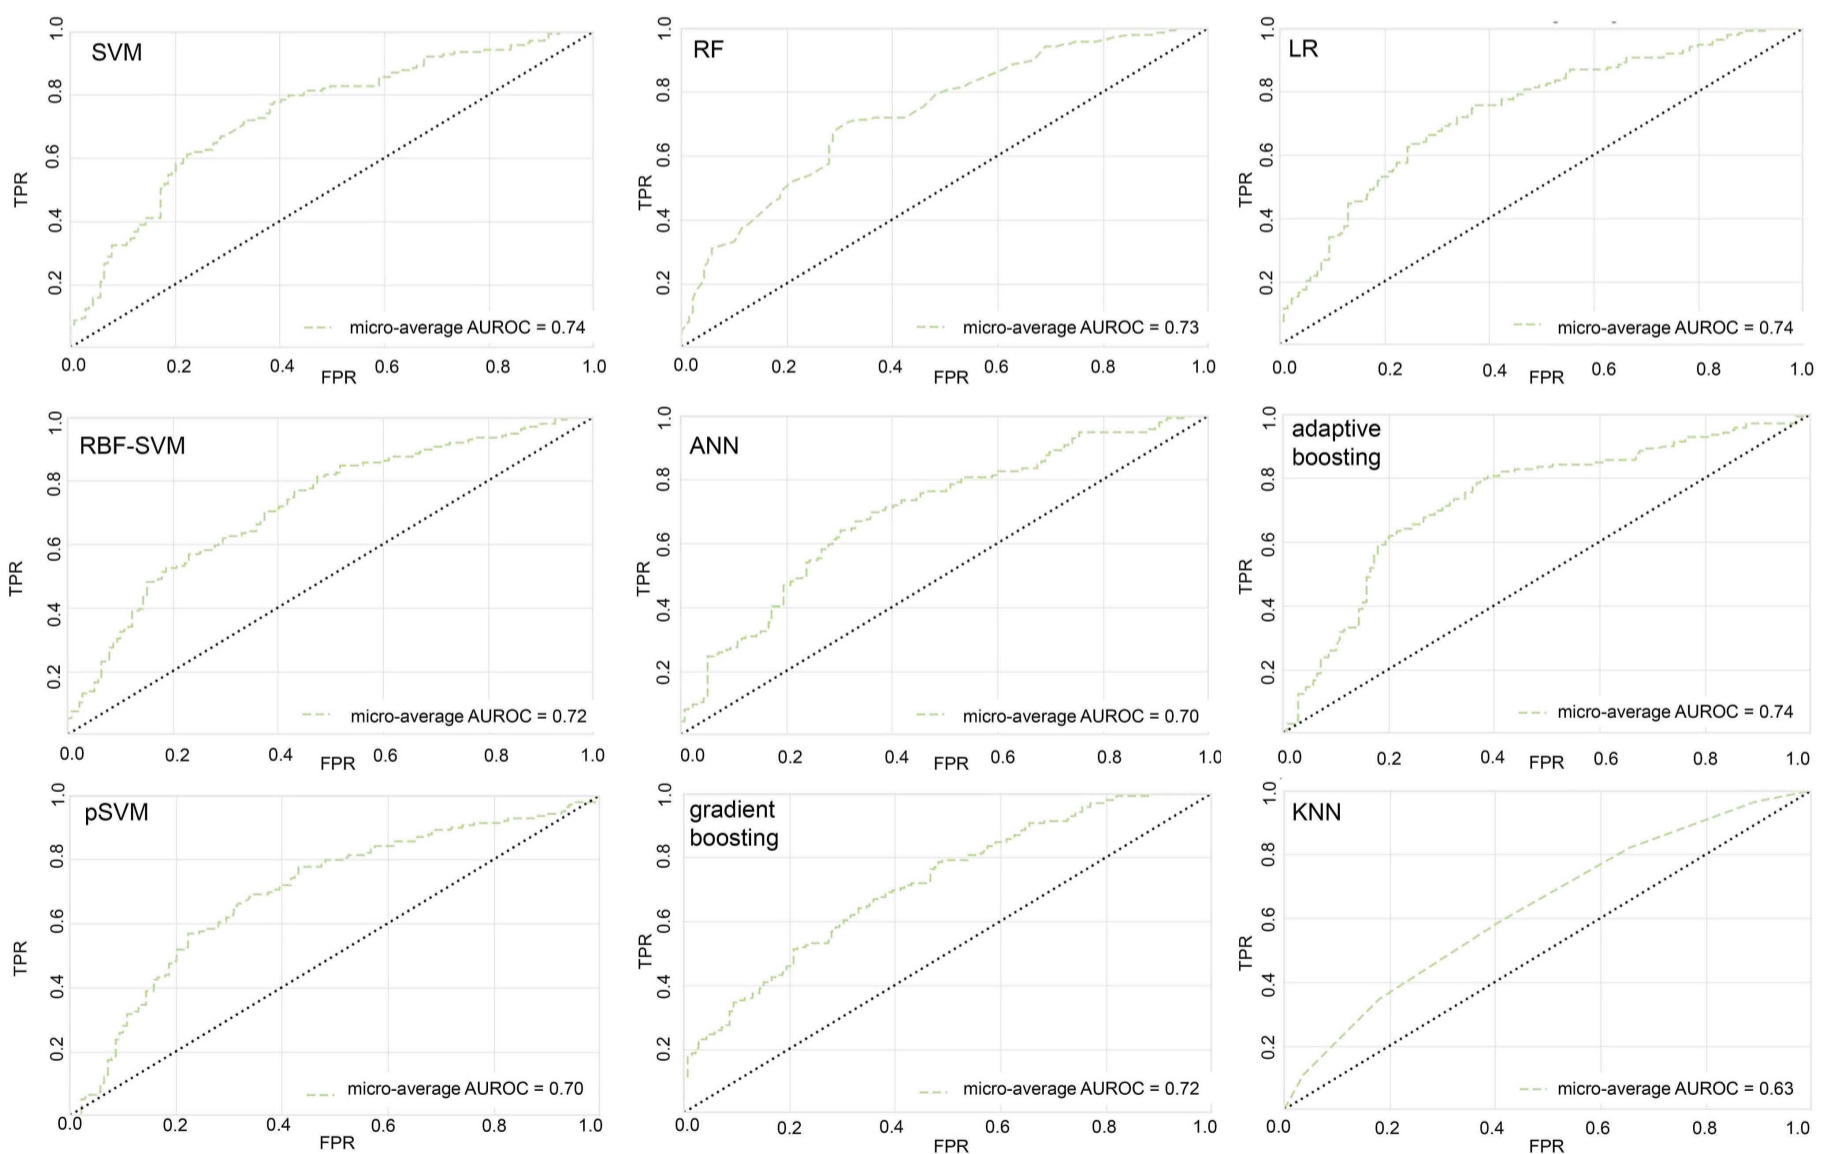 SVM
TPR
1.0
0.8
0.6
0.4
0.2
micro-average AUROC = 0.74
0.0 0.2 0.4 0.6 0.8 1.0
FPR
RF
TPR
1.0
0.8
0.6
0.4
0.2
micro-average AUROC = 0.73
0.0 0.2 0.4 0.6 0.8 1.0
FPR
LR
TPR
1.0
0.8
0.6
0.4
0.2
micro-average AUROC = 0.74
0.0 0.2 0.4 0.6 0.8 1.0
FPR
RBF-SVM
TPR
1.0
0.8
0.6
0.4
0.2
micro-average AUROC = 0.72
0.0 0.2 0.4 0.6 0.8 1.0
FPR
ANN
TPR
1.0
0.8
0.6
0.4
0.2
micro-average AUROC = 0.70
0.0 0.2 0.4 0.6 0.8 1.0
FPR
adaptive
boosting
TPR
1.0
0.8
0.6
0.4
0.2
micro-average AUROC = 0.74
0.0 0.2 0.4 0.6 0.8 1.0
FPR
pSVM
TPR
1.0
0.8
0.6
0.4
0.2
micro-average AUROC = 0.70
0.0 0.2 0.4 0.6 0.8 1.0
FPR
gradient
boosting
TPR
1.0
0.8
0.6
0.4
0.2
micro-average AUROC = 0.72
0.0 0.2 0.4 0.6 0.8 1.0
FPR
KNN
TPR
1.0
0.8
0.6
0.4
0.2
micro-average AUROC = 0.63
0.0 0.2 0.4 0.6 0.8 1.0
FPR